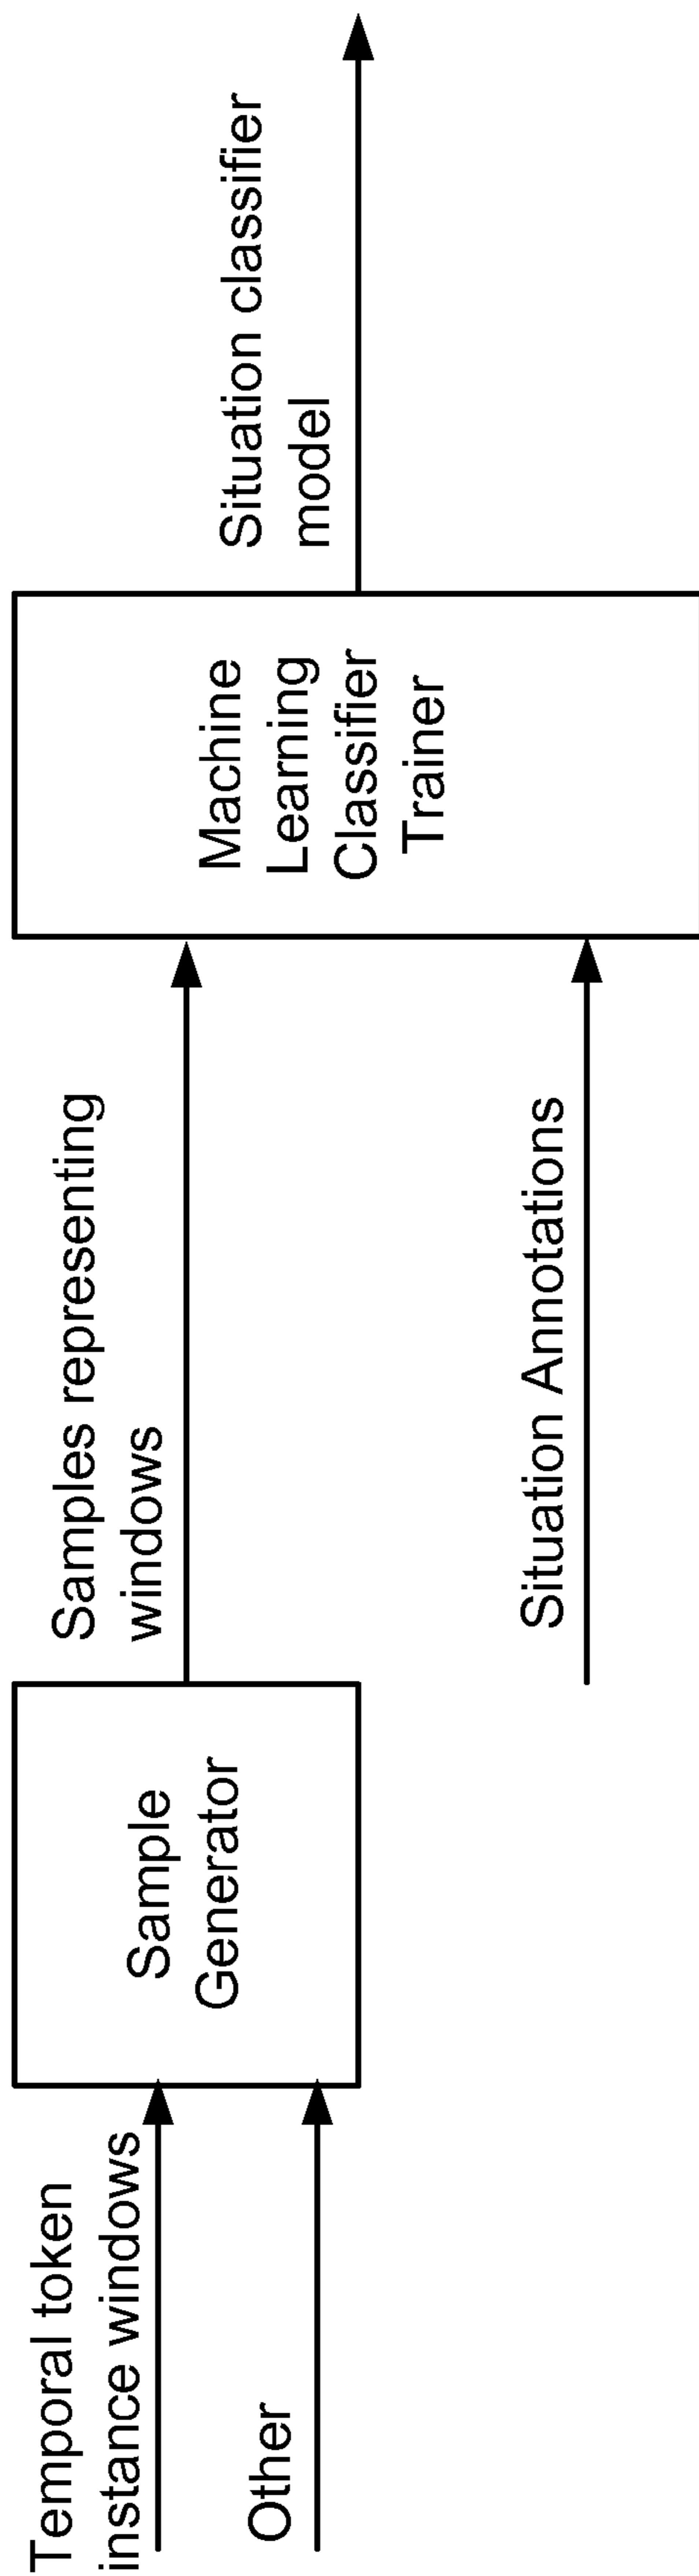 Temporal token
instance windows
Other
Sample
Generator
Samples representing
windows
Situation Annotations
Machine
Learning
Classifier
Trainer
Situation classifier
model